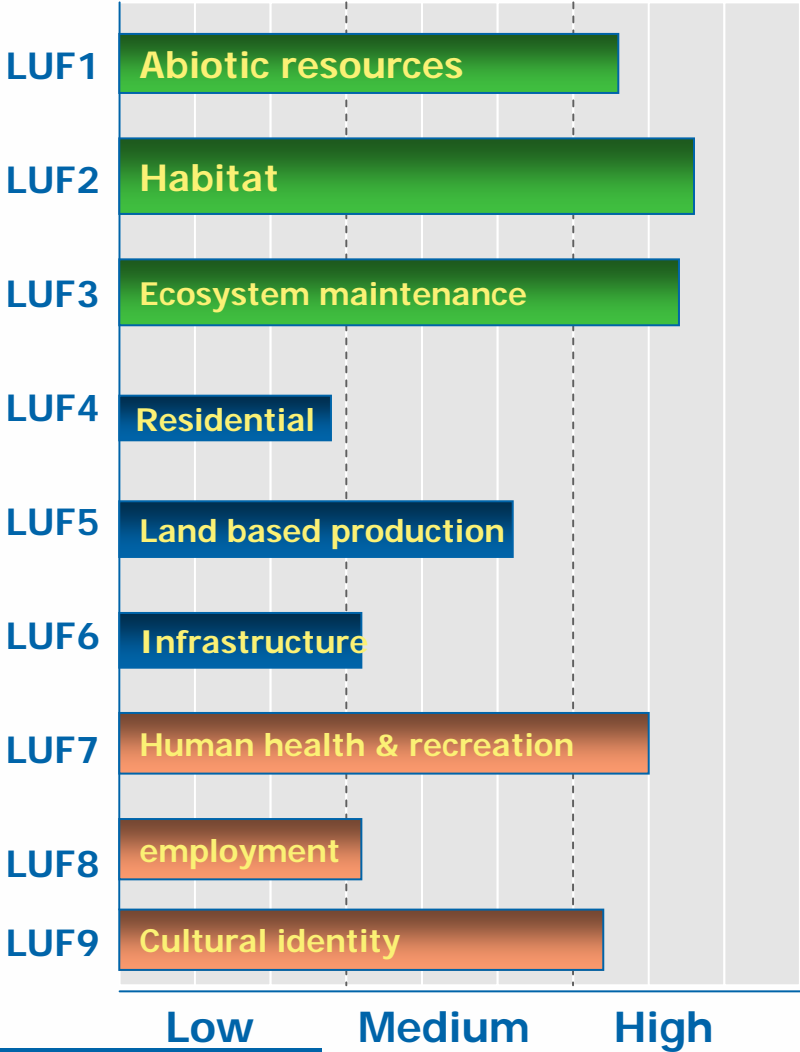 LUF1 Abiotic resources
LUF2 Habitat
LUF3 Ecosystem maintenance
LUF4 Residential
LUF5 Land based production
LUF6 Infrastructure
LUF7 Human health & recreation
LUF8 employment
LUF9 Cultural identity
Low Medium High